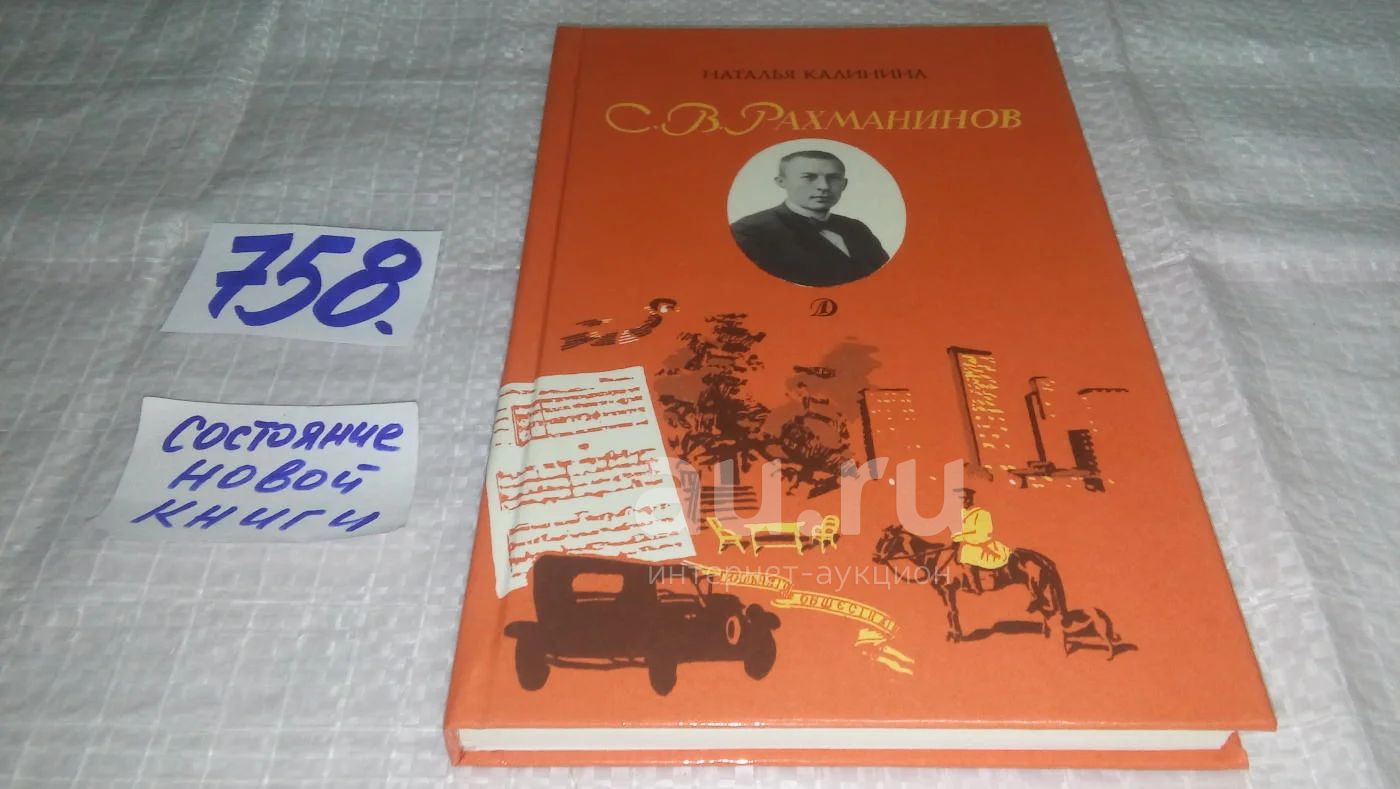 НАТАЛЬЯ КАЛИНИНА
С. В. РАХМАНИНОВ
Д
758.
СОСТОЯНИЕ
НОВОЙ
КНИГИ
au.ru
интернет-аукцион